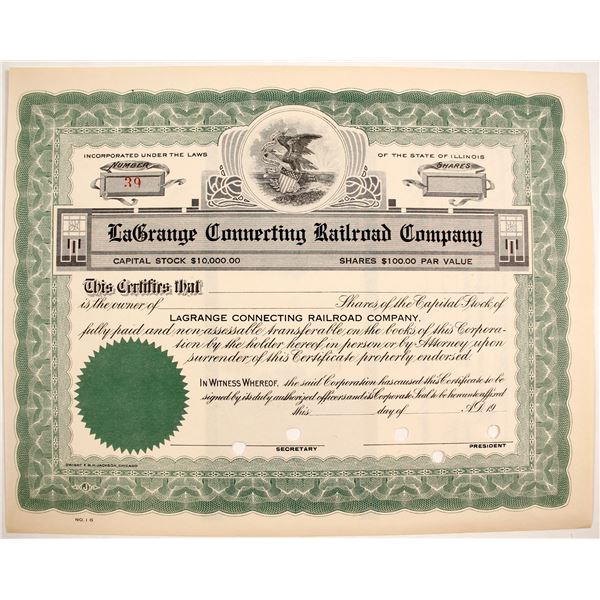 INCORPORATED UNDER THE LAWS OF THE STATE OF ILLINOIS
NUMBER SHARES
39
LaGrange Connecting Railroad Company
CAPITAL STOCK $10,000.00 SHARES $100.00 PAR VALUE
This Certifies that
is the owner of Shares of the Capital Stock of
LAGRANGE CONNECTING RAILROAD COMPANY,
fully paid and non-assessable transferable on the books of this Corpora-
tion by the holder hereof in person or by Attorney upon
surrender of this Certificate properly endorsed.
IN WITNESS WHEREOF, the said Corporation has caused this Certificate to be
signed by its duly authorized officers and its Corporate Seal to be hereunto affixed
this day of A.D. 19
SECRETARY PRESIDENT
DWIGHT & M.H. JACKSON, CHICAGO
NO. 16